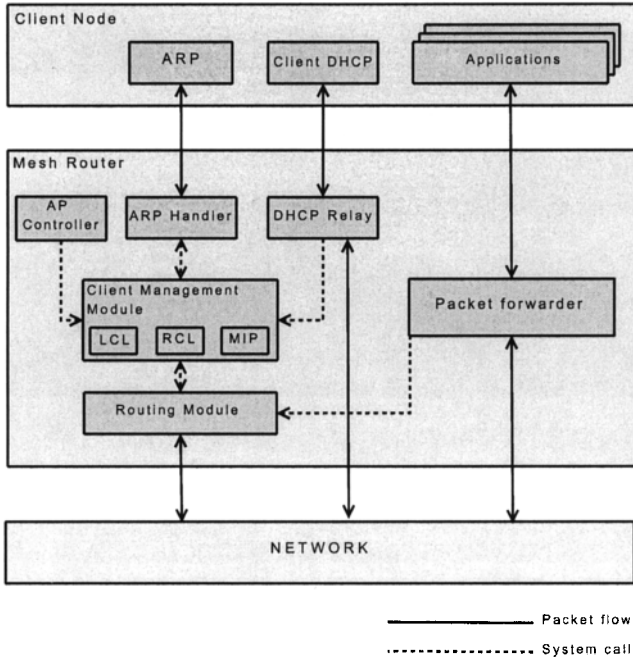 Client Node
ARP
Client DHCP
Applications
Mesh Router
AP
Controller
ARP Handler
DHCP Relay
Client Management
Module
LCL
RCL
MIP
Packet forwarder
Routing Module
NETWORK
Packet flow
System call